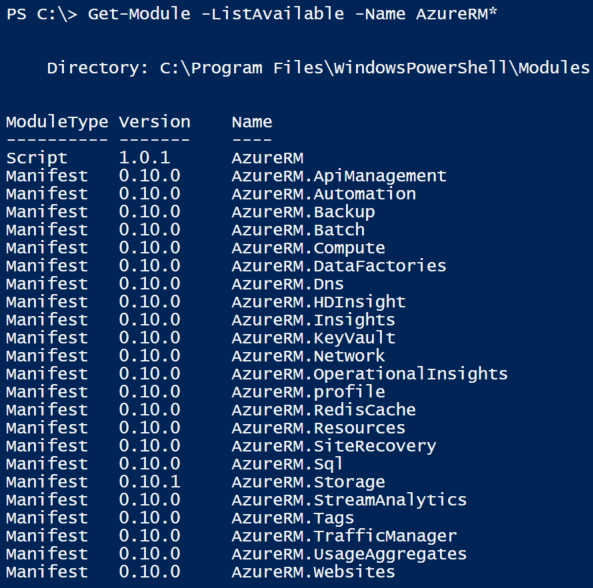 PS C:\> Get-Module -ListAvailable -Name AzureRM*
Directory: C:\Program Files\WindowsPowerShell\Modules
ModuleType Version    Name
---------- -------    ----
Script     1.0.1      AzureRM
Manifest   0.10.0     AzureRM.ApiManagement
Manifest   0.10.0     AzureRM.Automation
Manifest   0.10.0     AzureRM.Backup
Manifest   0.10.0     AzureRM.Batch
Manifest   0.10.0     AzureRM.Compute
Manifest   0.10.0     AzureRM.DataFactories
Manifest   0.10.0     AzureRM.Dns
Manifest   0.10.0     AzureRM.HDInsight
Manifest   0.10.0     AzureRM.Insights
Manifest   0.10.0     AzureRM.KeyVault
Manifest   0.10.0     AzureRM.Network
Manifest   0.10.0     AzureRM.OperationalInsights
Manifest   0.10.0     AzureRM.profile
Manifest   0.10.0     AzureRM.RedisCache
Manifest   0.10.0     AzureRM.Resources
Manifest   0.10.0     AzureRM.SiteRecovery
Manifest   0.10.0     AzureRM.Sql
Manifest   0.10.1     AzureRM.Storage
Manifest   0.10.0     AzureRM.StreamAnalytics
Manifest   0.10.0     AzureRM.Tags
Manifest   0.10.0     AzureRM.TrafficManager
Manifest   0.10.0     AzureRM.UsageAggregates
Manifest   0.10.0     AzureRM.Websites